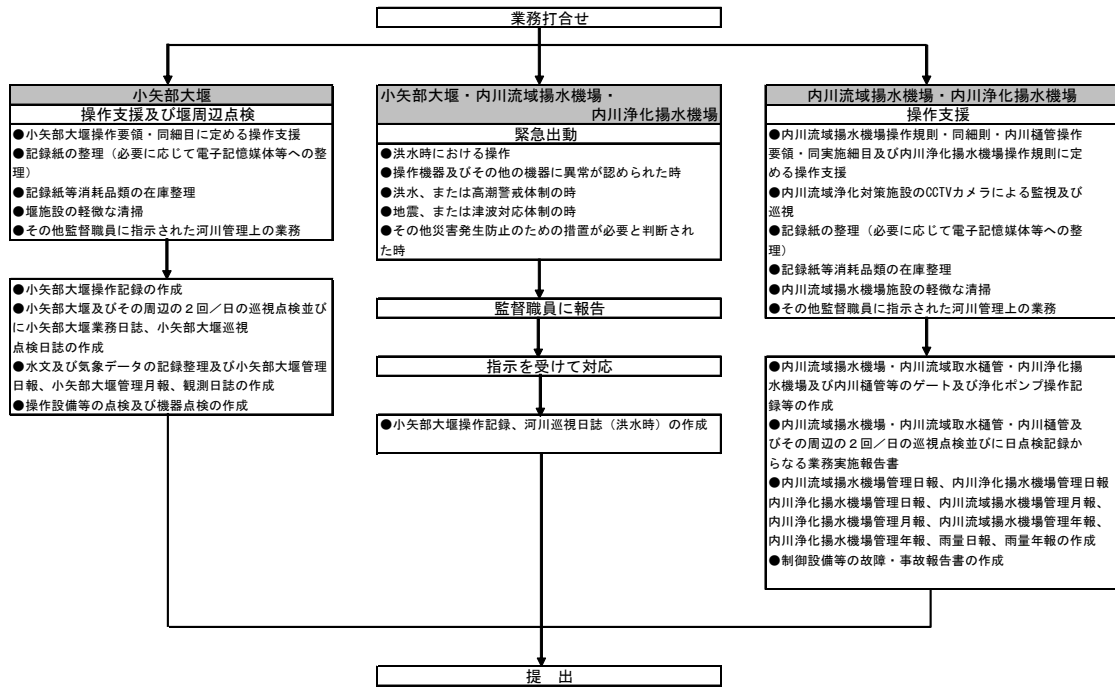 業務打合せ
小矢部大堰
操作支援及び堰周辺点検
●小矢部大堰操作要領・同細目に定める操作支援
●記録紙の整理（必要に応じて電子記憶媒体等への整
理）
●記録紙等消耗品類の在庫整理
●堰施設の軽微な清掃
●その他監督職員に指示された河川管理上の業務
●小矢部大堰操作記録の作成
●小矢部大堰及びその周辺の２回／日の巡視点検並び
に小矢部大堰業務日誌、小矢部大堰巡視
点検日誌の作成
●水文及び気象データの記録整理及び小矢部大堰管理
日報、小矢部大堰管理月報、観測日誌の作成
●操作設備等の点検及び機器点検の作成
小矢部大堰・内川流域揚水機場・
内川浄化揚水機場
緊急出動
●洪水時における操作
●操作機器及びその他の機器に異常が認められた時
●洪水、または高潮警戒体制の時
●地震、または津波対応体制の時
●その他災害発生防止のための措置が必要と判断され
た時
監督職員に報告
指示を受けて対応
●小矢部大堰操作記録、河川巡視日誌（洪水時）の作成
内川流域揚水機場・内川浄化揚水機場
操作支援
●内川流域揚水機場操作規則・同細則・内川樋管操作
要領・同実施細目及び内川浄化揚水機場操作規則に定
める操作支援
●内川流域浄化対策施設のCCTVカメラによる監視及び
巡視
●記録紙の整理（必要に応じて電子記憶媒体等への整
理）
●記録紙等消耗品類の在庫整理
●内川流域揚水機場施設の軽微な清掃
●その他監督職員に指示された河川管理上の業務
●内川流域揚水機場・内川流域取水樋管・内川浄化揚
水機場及び内川樋管等のゲート及び浄化ポンプ操作記
録等の作成
●内川流域揚水機場・内川流域取水樋管・内川樋管及
びその周辺の２回／日の巡視点検並びに日点検記録か
らなる業務実施報告書
●内川流域揚水機場管理日報、内川浄化揚水機場管理日報
内川浄化揚水機場管理日報、内川流域揚水機場管理月報、
内川浄化揚水機場管理月報、内川流域揚水機場管理年報、
内川浄化揚水機場管理年報、雨量日報、雨量年報の作成
●制御設備等の故障・事故報告書の作成
提　出